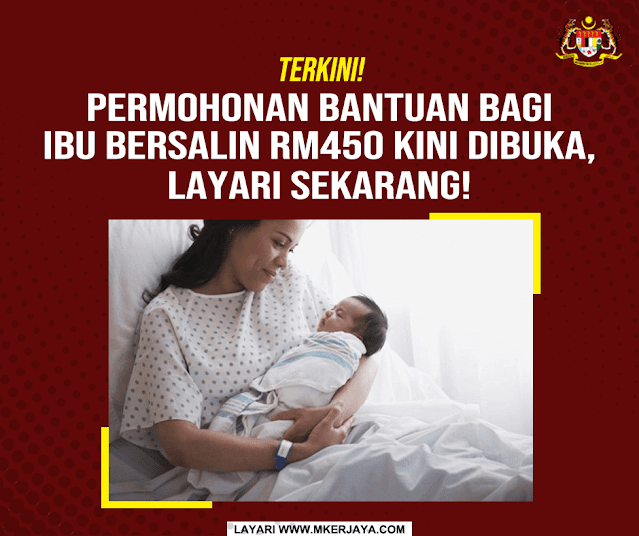 TERKINI!
PERMOHONAN BANTUAN BAGI
IBU BERSALIN RM450 KINI DIBUKA,
LAYARI SEKARANG!
LAYARI WWW.MKERJAYA.COM